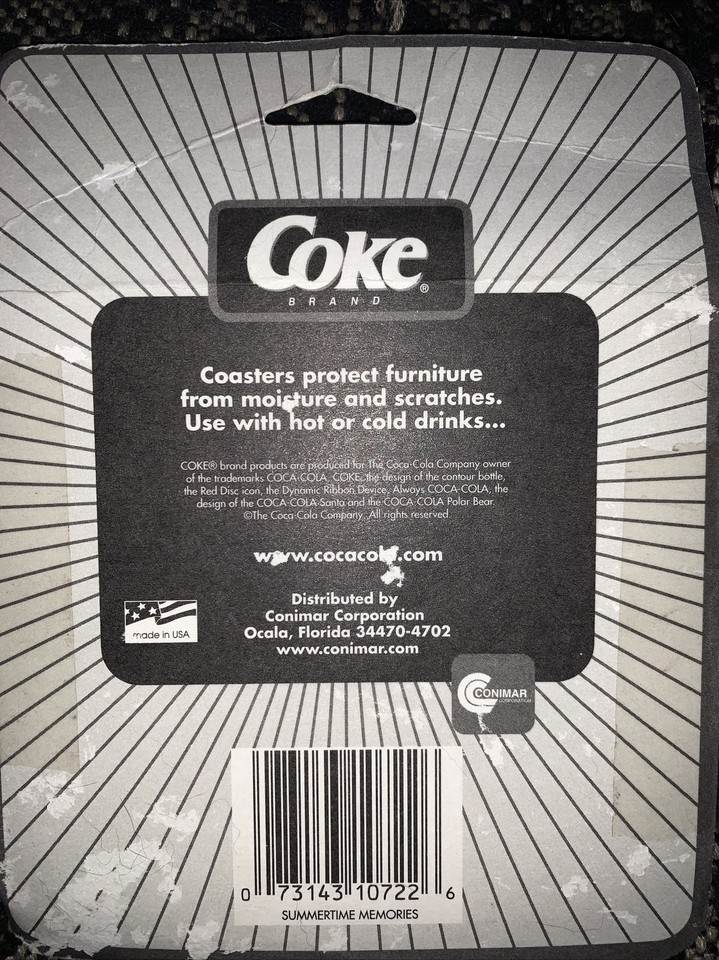 Coke®
BRAND
Coasters protect furniture
from moisture and scratches.
Use with hot or cold drinks...
COKE® brand products are produced for The Coca-Cola Company owner
of the trademarks COCA-COLA, COKE, the design of the contour bottle,
the Red Disc icon, the Dynamic Ribbon Device, Always COCA-COLA, the
design of the COCA-COLA Santa and the COCA-COLA Polar Bear.
©The Coca-Cola Company. All rights reserved
www.cocacola.com
Distributed by
Conimar Corporation
Ocala, Florida 34470-4702
www.conimar.com
made in USA
CONIMAR
CORPORATION
0 73143 10722 6
SUMMERTIME MEMORIES